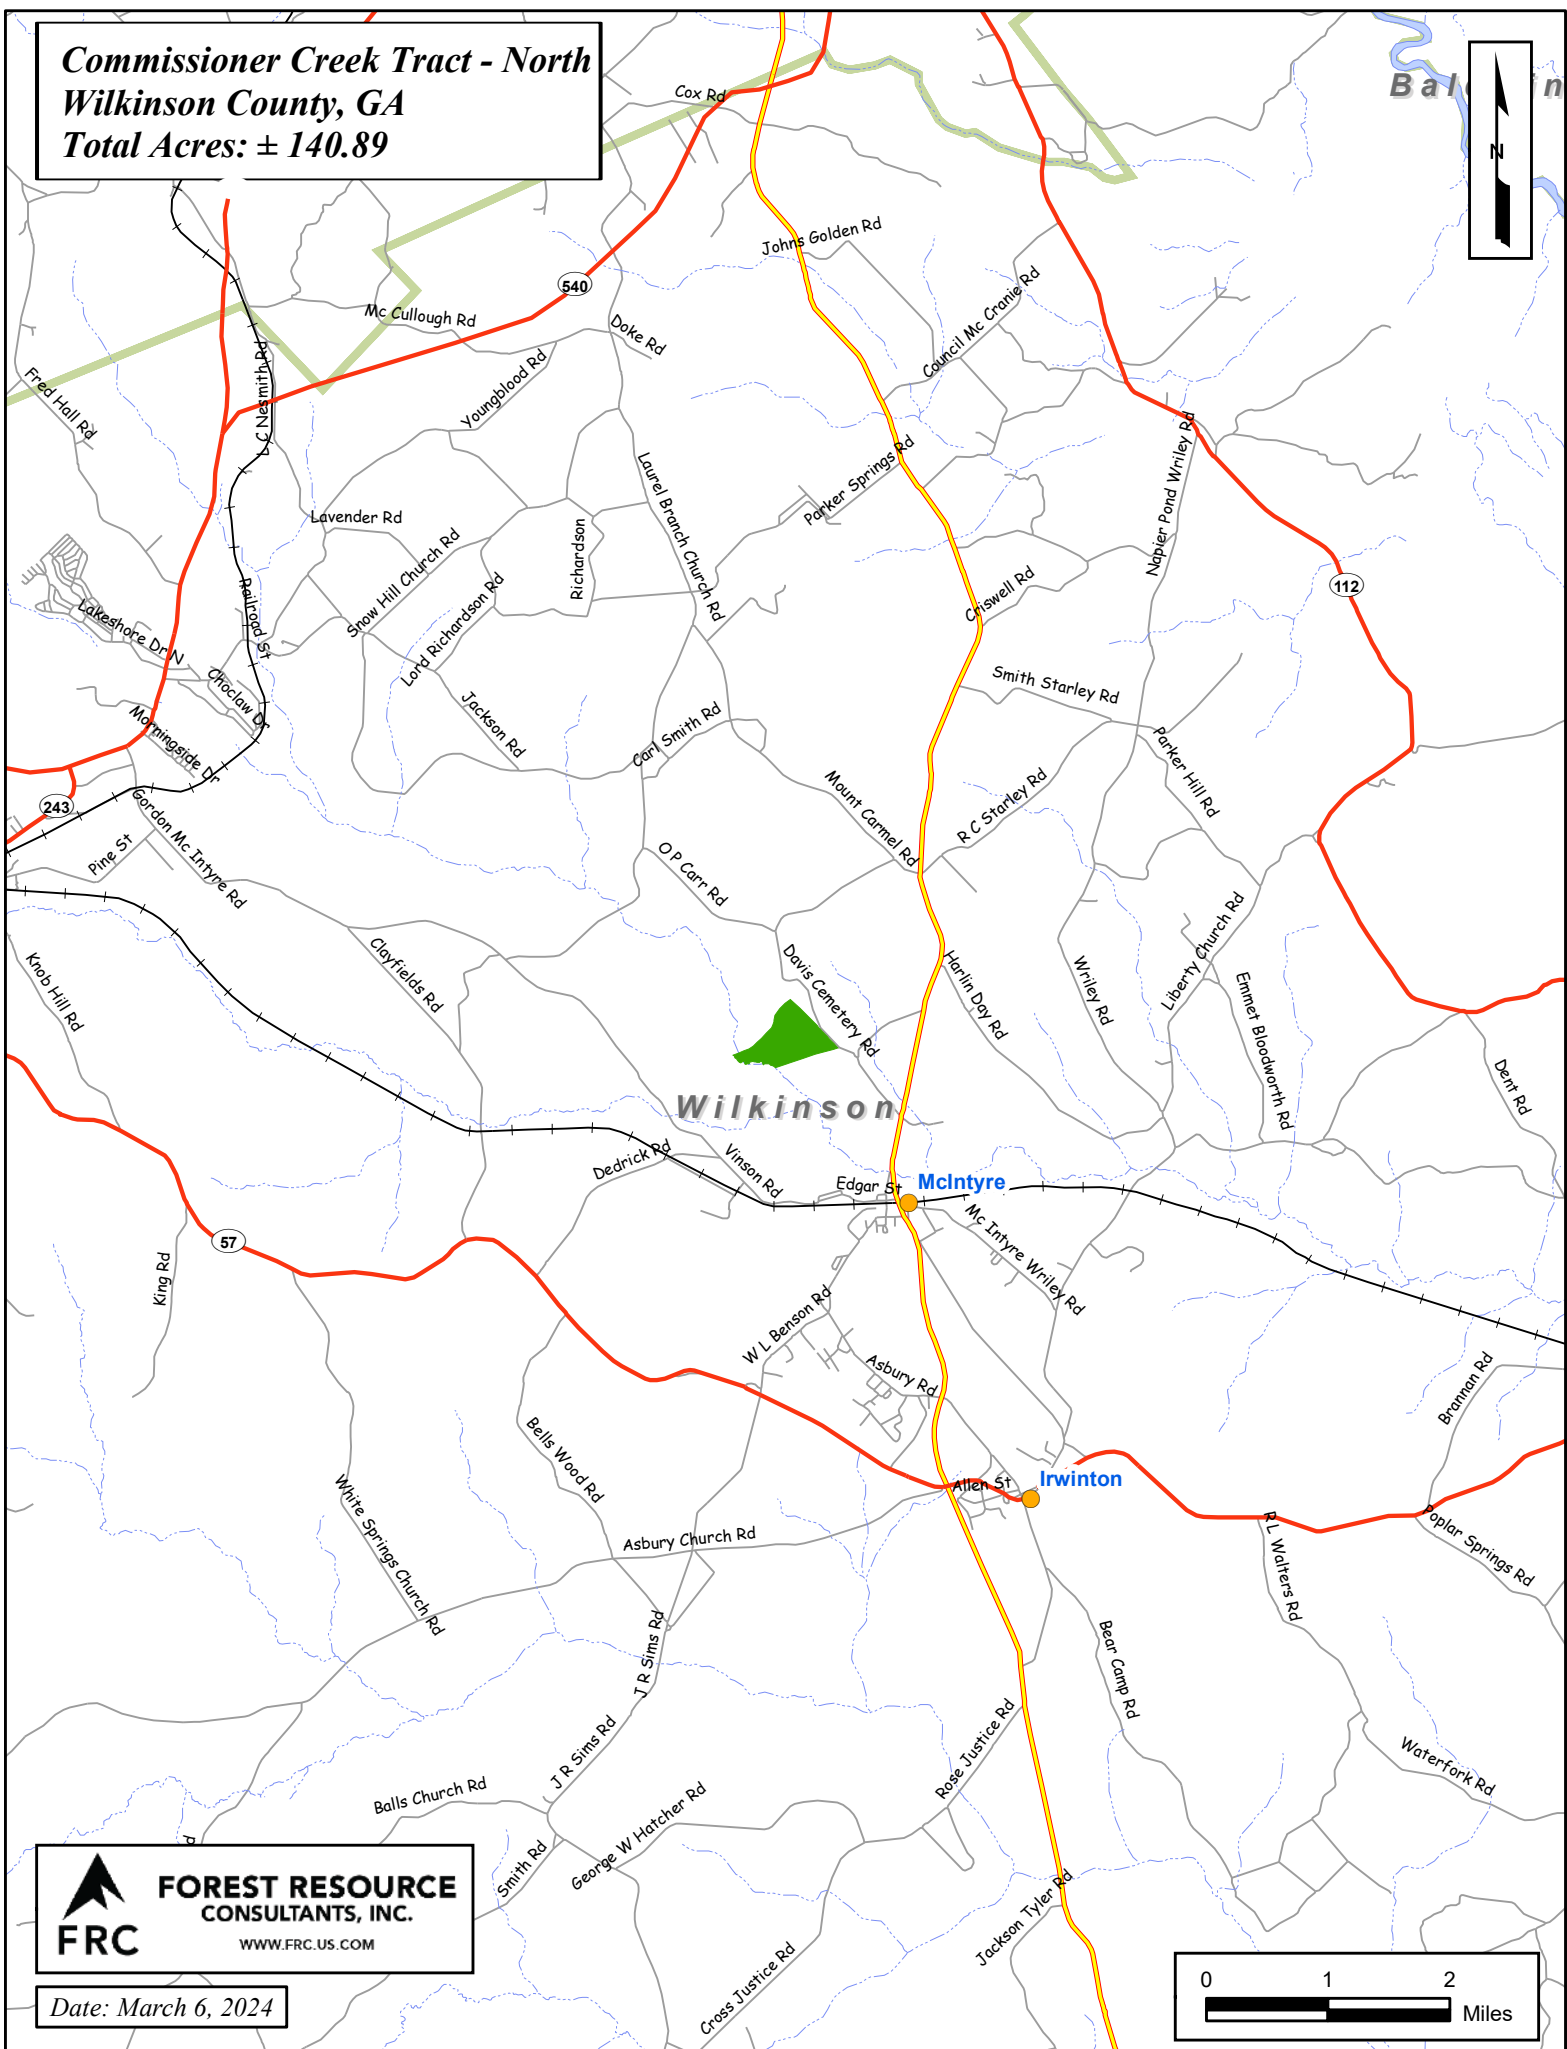 Commissioner Creek Tract - North
Wilkinson County, GA
Total Acres: ± 140.89
N
Cox Rd
Johns Golden Rd
540
Mc Cullough Rd
Doke Rd
Council Mc Cranie Rd
Youngblood Rd
L C Nesmith Rd
Fred Hall Rd
Napier Pond Wriley Rd
Parker Springs Rd
Laurel Branch Church Rd
Lavender Rd
Snow Hill Church Rd
Richardson
Lord Richardson Rd
Criswell Rd
112
Railroad St
Lakeshore Dr N
Choclaw Dr
Morningside Dr
Smith Starley Rd
Jackson Rd
Carl Smith Rd
Parker Hill Rd
Mount Carmel Rd
R C Starley Rd
243
Gordon Mc Intyre Rd
Pine St
O P Carr Rd
Liberty Church Rd
Clayfields Rd
Knob Hill Rd
Davis Cemetery Rd
Harlin Day Rd
Wriley Rd
Emmet Bloodworth Rd
Dent Rd
Wilkinson
Dedrick Rd
Vinson Rd
Edgar St
McIntyre
Mc Intyre Wriley Rd
57
King Rd
W L Benson Rd
Asbury Rd
Brannan Rd
Bells Wood Rd
White Springs Church Rd
Allen St
Irwinton
Asbury Church Rd
R L Walters Rd
Poplar Springs Rd
J R Sims Rd
Bear Camp Rd
J R Sims Rd
Rose Justice Rd
Waterfork Rd
Balls Church Rd
George W Hatcher Rd
Smith Rd
Jackson Tyler Rd
Cross Justice Rd
FRC
FOREST RESOURCE
CONSULTANTS, INC.
WWW.FRC.US.COM
Date: March 6, 2024
0 1 2
Miles